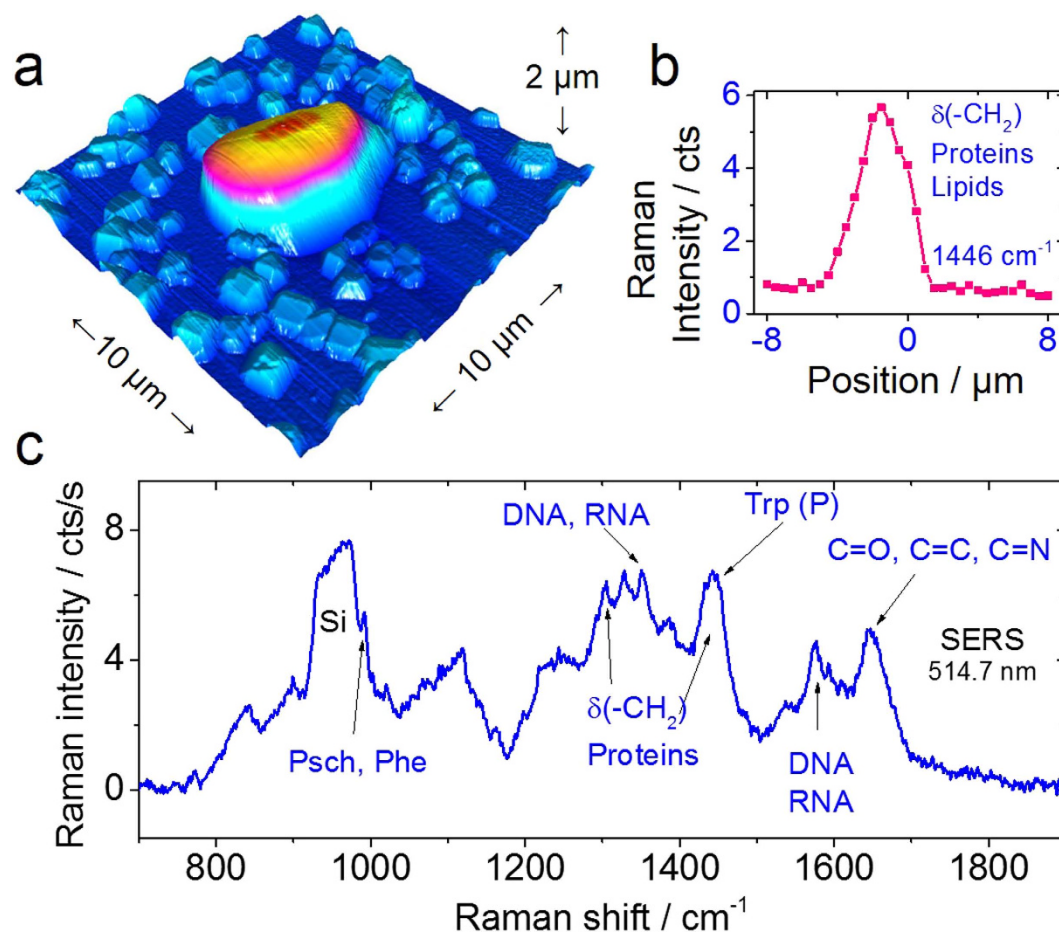 a
2 µm
10 µm
10 µm
b
6
4
2
0
Raman
Intensity / cts
δ(-CH₂)
Proteins
Lipids
1446 cm⁻¹
-8
0
8
Position / µm
c
8
4
0
Raman intensity / cts/s
Si
Psch, Phe
DNA, RNA
δ(-CH₂)
Proteins
Trp (P)
DNA
RNA
C=O, C=C, C=N
SERS
514.7 nm
800
1000
1200
1400
1600
1800
Raman shift / cm⁻¹